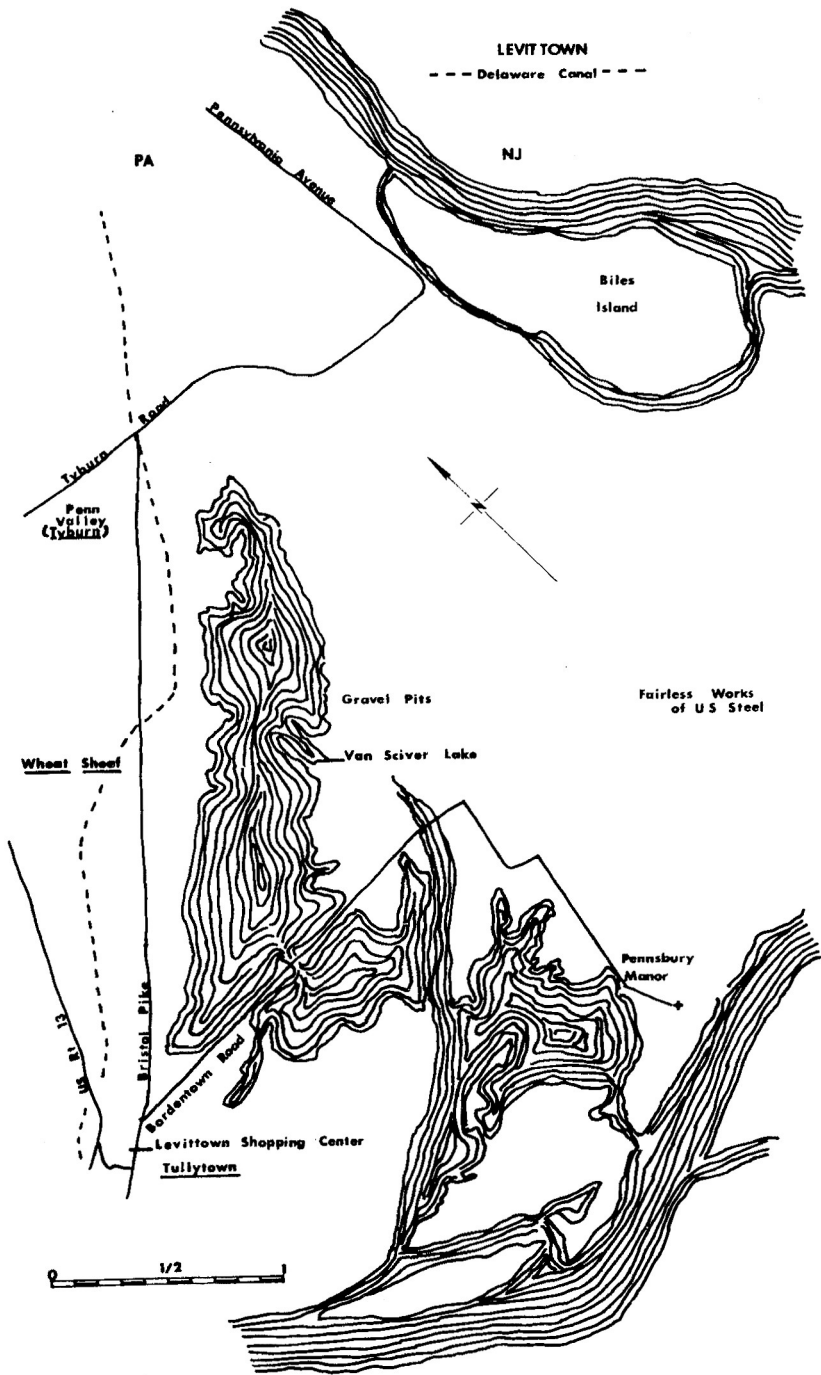 LEVIT TOWN
---- Delaware Canal ---
PA
NJ
Pennsylvania Avenue
Biles
Island
Tyburn Road
Penn
Valley
(Tyburn)
N
Gravel Pits
Fairless Works
of U S Steel
Van Sciver Lake
Wheat Sheaf
Pennsbury
Manor
US Rt 13
Bristol Pike
Bordentown Road
Levittown Shopping Center
Tullytown
0 1/2 1